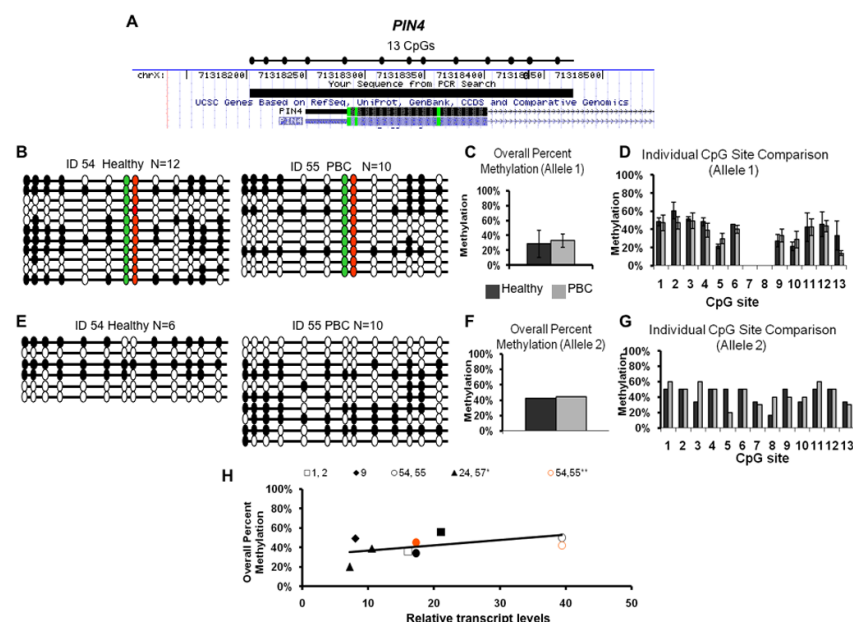 A
PIN4
13 CpGs
chrX: 71318200 71318250 71318300 71318350 71318400 71318500
Your Sequence from PCR Search
UCSC Genes Based on RefSeq, UniProt, GenBank, CCDS and Comparative Genomics
PIN4
PIN4
B
ID 54 Healthy N=12
ID 55 PBC N=10
C
Overall Percent
Methylation (Allele 1)
Methylation
100%
80%
60%
40%
20%
0%
Healthy PBC
D
Individual CpG Site Comparison
(Allele 1)
Methylation
100%
80%
60%
40%
20%
0%
1 2 3 4 5 6 7 8 9 10 11 12 13
CpG site
E
ID 54 Healthy N=6
ID 55 PBC N=10
F
Overall Percent
Methylation (Allele 2)
Methylation
100%
80%
60%
40%
20%
0%
G
Individual CpG Site Comparison
(Allele 2)
Methylation
100%
80%
60%
40%
20%
0%
1 2 3 4 5 6 7 8 9 10 11 12 13
CpG site
H
1, 2 9 54, 55 24, 57* 54,55**
Overall Percent
Methylation
100%
80%
60%
40%
20%
0%
0 10 20 30 40 50
Relative transcript levels